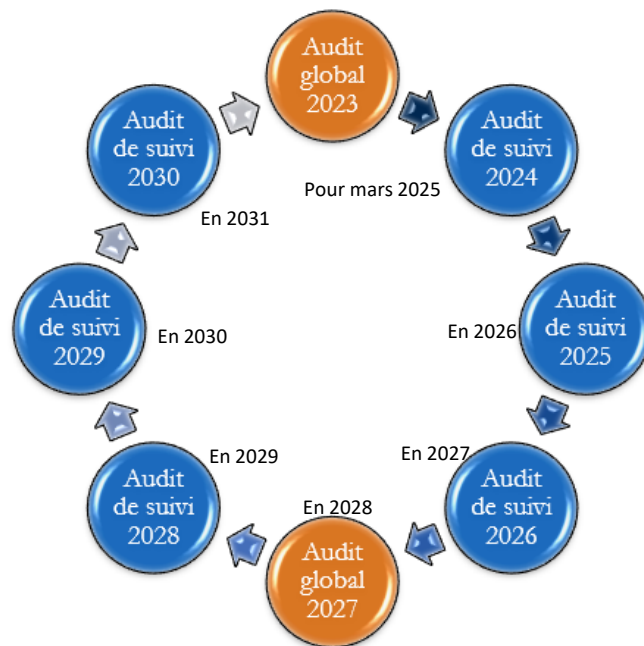 Audit
global
2023
Audit
de suivi
2024
Pour mars 2025
Audit
de suivi
2025
En 2026
Audit
de suivi
2026
En 2027
Audit
global
2027
En 2028
Audit
de suivi
2028
En 2029
Audit
de suivi
2029
En 2030
Audit
de suivi
2030
En 2031